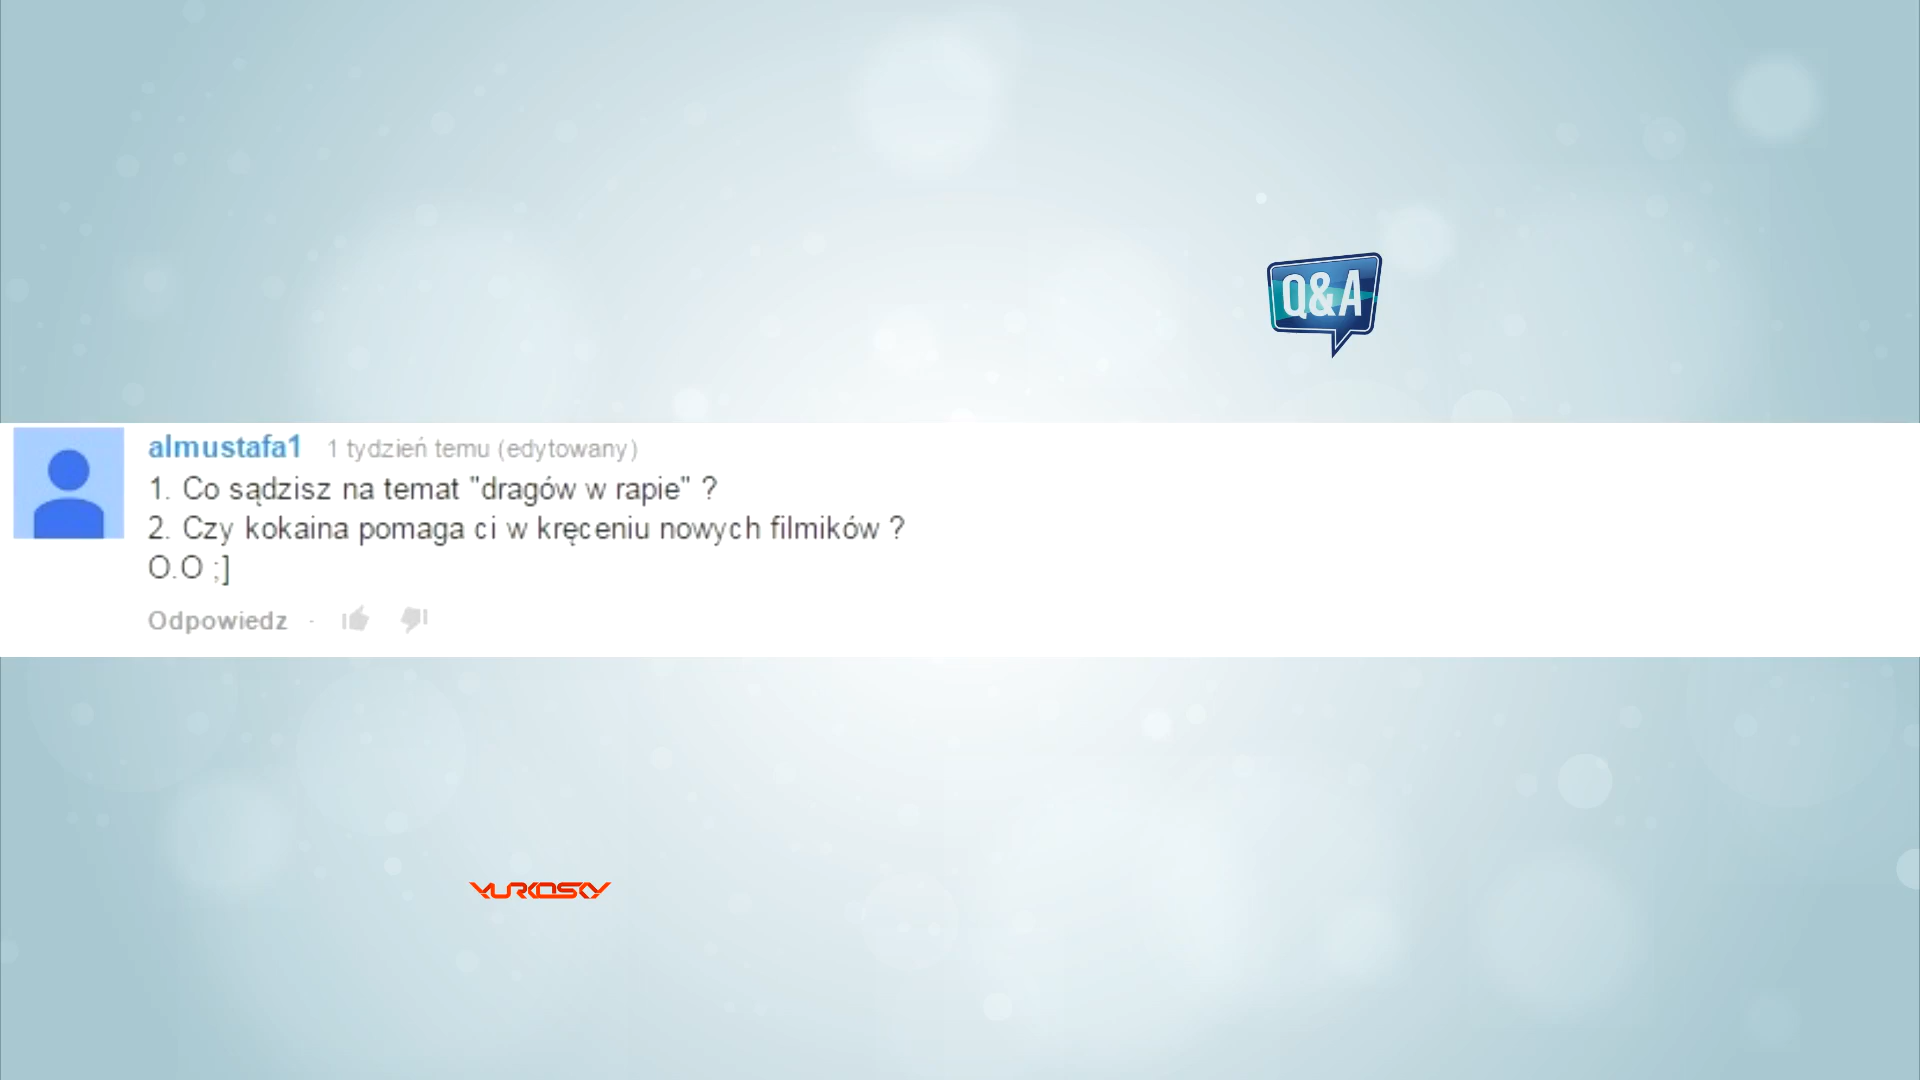 Q&A
almustafa1 1 tydzień temu (edytowany)
1. Co sądzisz na temat "dragów w rapie" ?
2. Czy kokaina pomaga ci w kręceniu nowych filmików ?
O.O ;]
Odpowiedz ·
YURKOSKY